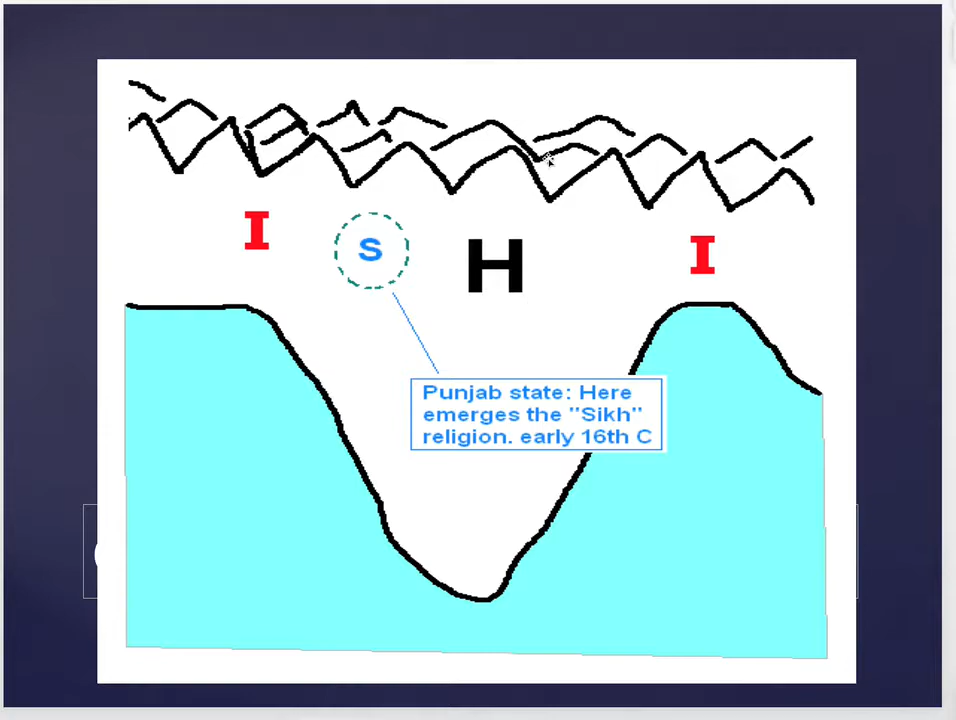 I
S
H
I
Punjab state: Here
emerges the "Sikh"
religion. early 16th C